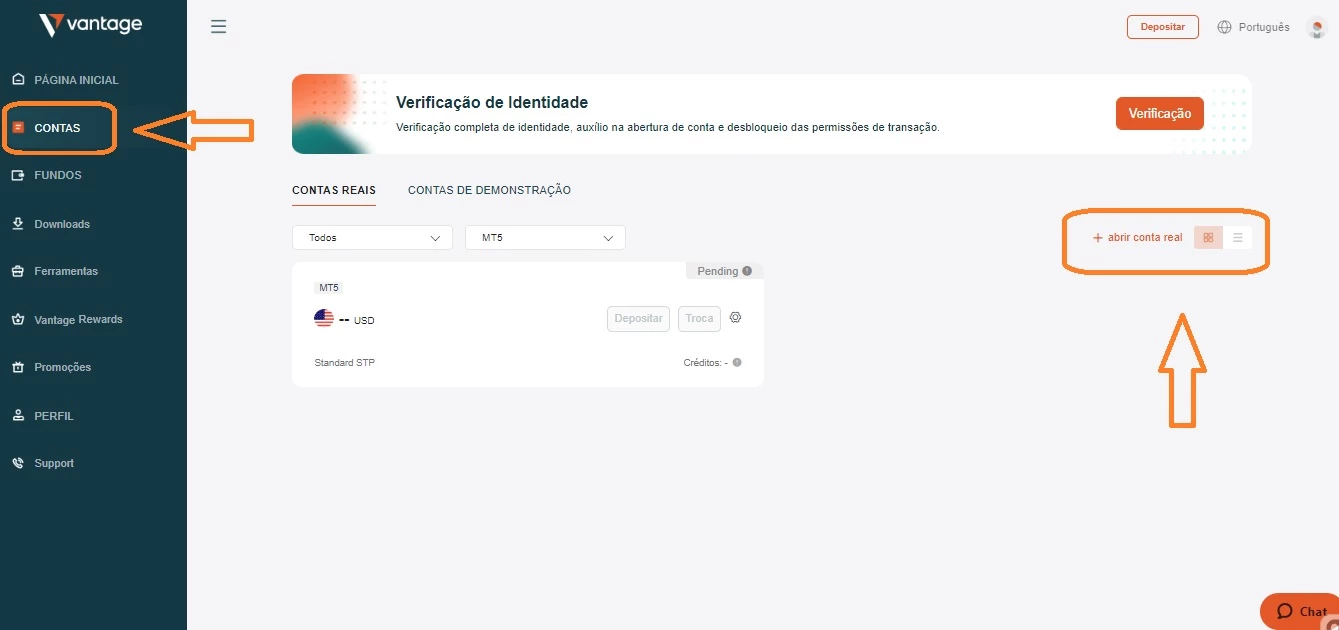 vantage
Depositar
Português
PÁGINA INICIAL
CONTAS
FUNDOS
Downloads
Ferramentas
Vantage Rewards
Promoções
PERFIL
Support
Verificação de Identidade
Verificação completa de identidade, auxílio na abertura de conta e desbloqueio das permissões de transação.
Verificação
CONTAS REAIS CONTAS DE DEMONSTRAÇÃO
Todos MT5
+ abrir conta real
Pending
MT5
-- USD
Depositar Troca
Standard STP
Créditos: -
Chat